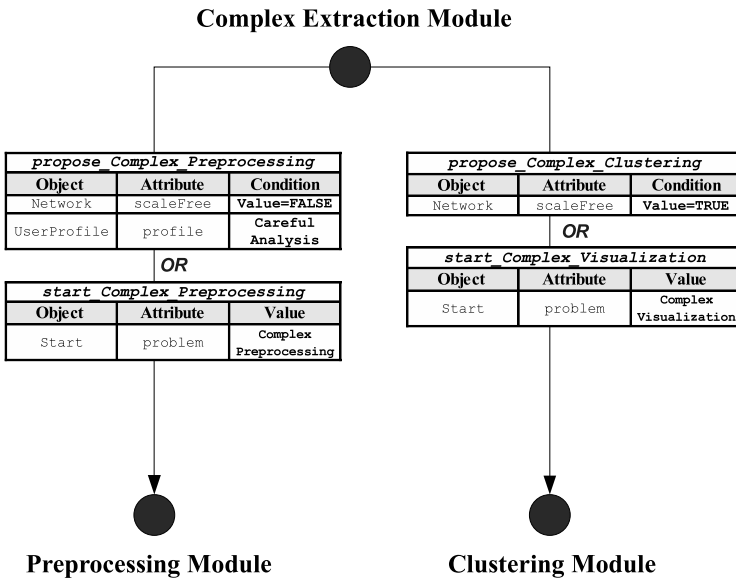 Complex Extraction Module
propose_Complex_Preprocessing
Object Attribute Condition
Network scaleFree Value=FALSE
UserProfile profile Careful
Analysis
OR
start_Complex_Preprocessing
Object Attribute Value
Start problem Complex
Preprocessing
propose_Complex_Clustering
Object Attribute Condition
Network scaleFree Value=TRUE
OR
start_Complex_Visualization
Object Attribute Value
Start problem Complex
Visualization
Preprocessing Module
Clustering Module